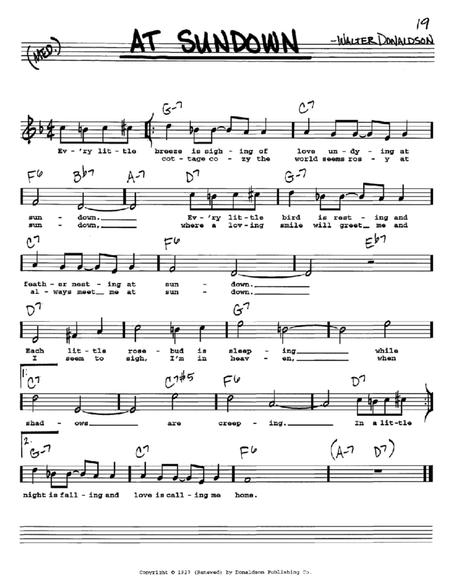 19
(MED.) AT SUNDOWN -WALTER DONALDSON
G-7 C7
Ev-'ry lit-tle breeze is sigh-ing of love un-dy-ing at
cot-tage co-zy the world seems ros-y at
F6 Bb7 A-7 D7 G-7
sun-down. Ev-'ry lit-tle bird is rest-ing and
sun-down, where a lov-ing smile will greet me and
C7 F6 Eb7
feath-er nest-ing at sun-down.
al-ways meet me at sun-down.
D7 G7
Each lit-tle rose-bud is sleep-ing while
I seem to sigh, I'm in heav-en, when
1.
C7 C7#5 F6 D7
shad-ows are creep-ing. In a lit-tle
2.
G-7 C7 F6 (A-7 D7)
night is fall-ing and love is call-ing me home.
Copyright © 1927 (Renewed) by Donaldson Publishing Co.